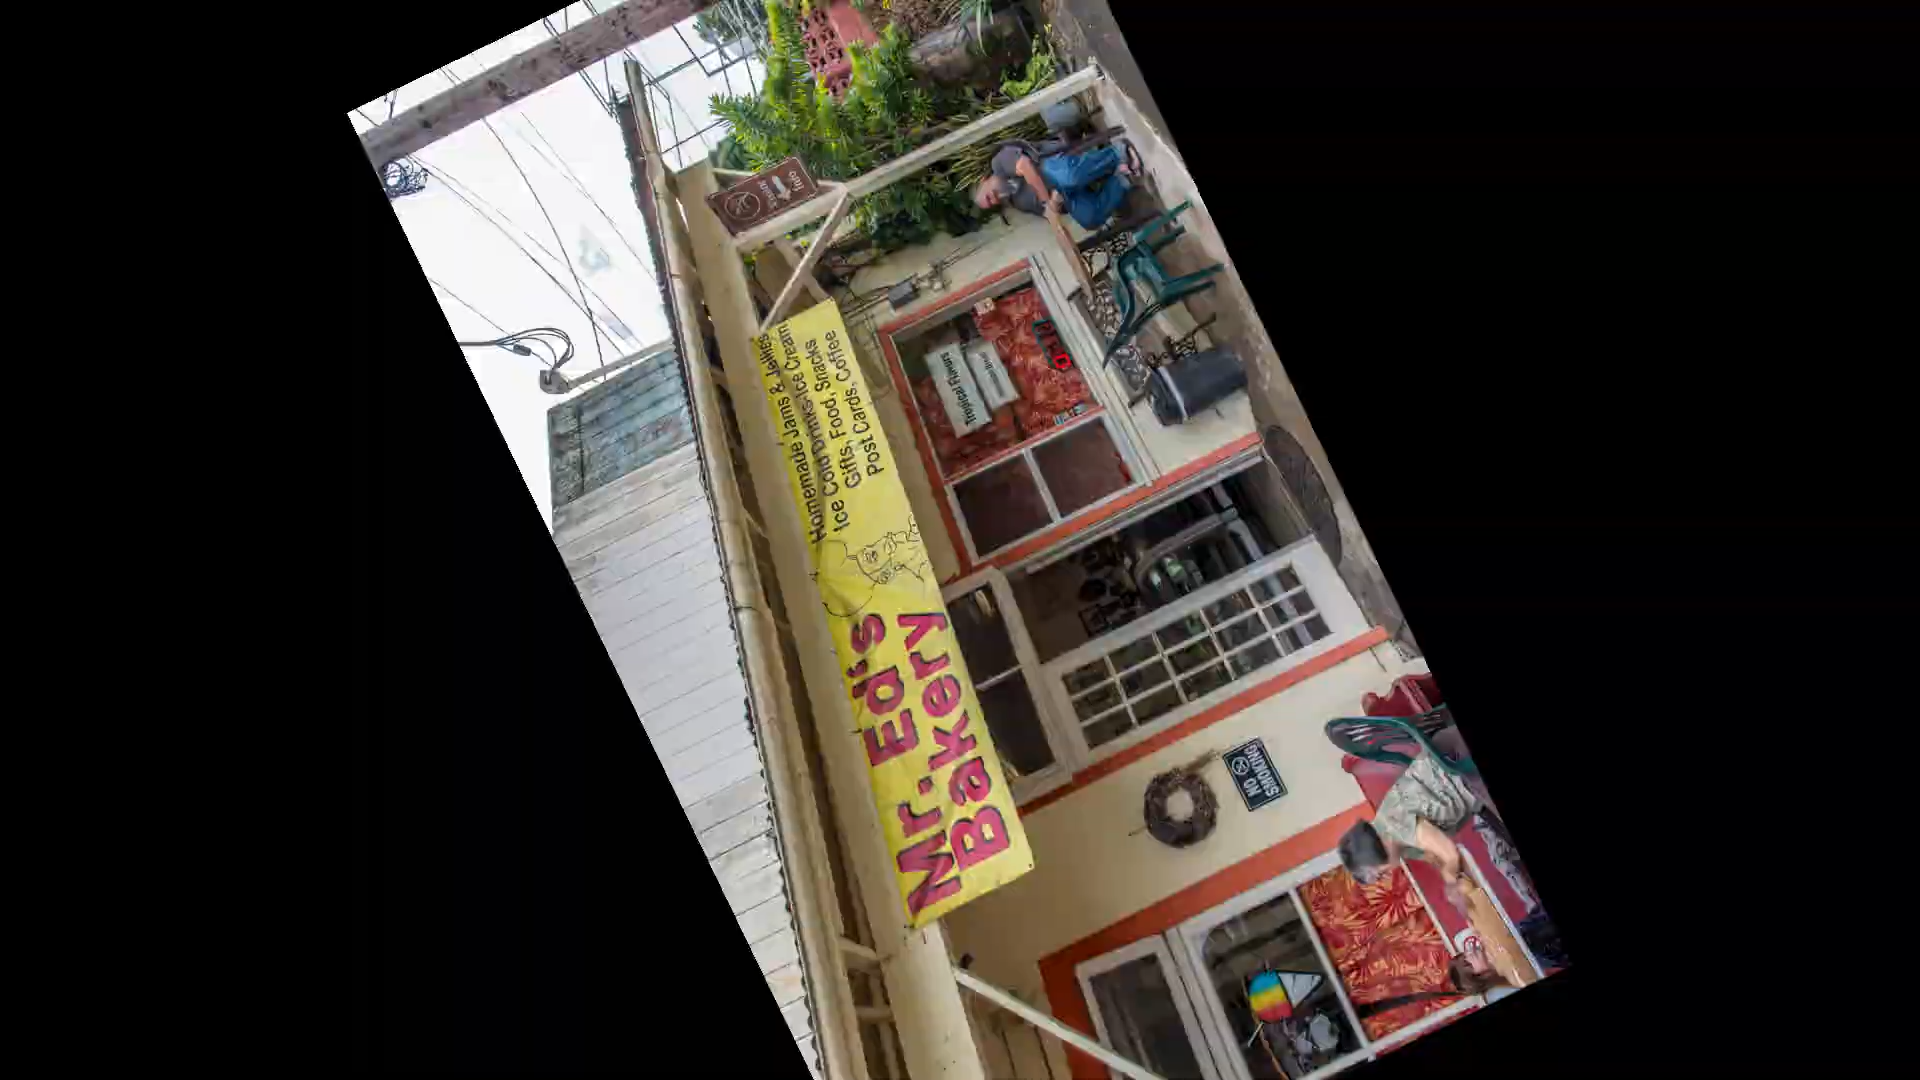 Mr. Ed's
Bakery
Homemade Jams & Jellies
Ice Cold Drinks, Ice Cream
Gifts, Food, Snacks
Post Cards, Coffee
Tropical Flavors
NO
SMOKING
Info